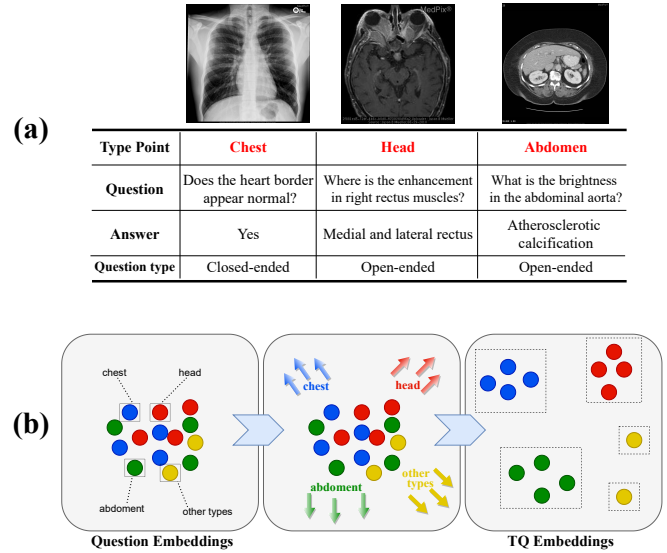 MedPix®
(a)
Type Point Chest Head Abdomen
Question Does the heart border appear normal? Where is the enhancement in right rectus muscles? What is the brightness in the abdominal aorta?
Answer Yes Medial and lateral rectus Atherosclerotic calcification
Question type Closed-ended Open-ended Open-ended
(b)
chest
head
abdoment
other types
Question Embeddings
chest
head
abdoment
other
types
TQ Embeddings